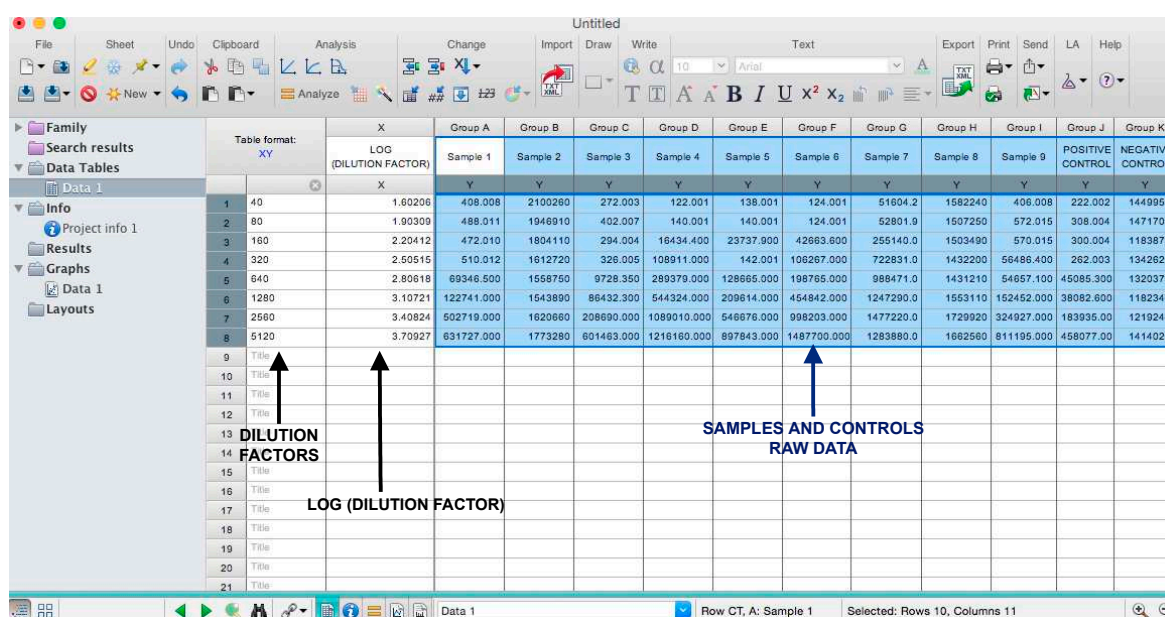 Untitled
File Sheet Undo Clipboard Analysis Change Import Draw Write Text Export Print Send LA Help
10 Arial TXT XML
New Analyze 123 TXT XML T T A A B I U X² X₂
Family
Search results
Data Tables
Data 1
Info
Project info 1
Results
Graphs
Data 1
Layouts
Table format: XY
X Group A Group B Group C Group D Group E Group F Group G Group H Group I Group J Group K
LOG (DILUTION FACTOR) Sample 1 Sample 2 Sample 3 Sample 4 Sample 5 Sample 6 Sample 7 Sample 8 Sample 9 POSITIVE CONTROL NEGATIV CONTRO
X Y Y Y Y Y Y Y Y Y Y Y
1 40 1.60206 408.008 2100260 272.003 122.001 138.001 124.001 51604.2 1582240 406.008 222.002 144995
2 80 1.90309 488.011 1946910 402.007 140.001 140.001 124.001 52801.9 1507250 572.015 308.004 147170
3 160 2.20412 472.010 1804110 294.004 16434.400 23737.900 42663.600 255140.0 1503490 570.015 300.004 118387
4 320 2.50515 510.012 1612720 326.005 108911.000 142.001 106267.000 722831.0 1432200 56486.400 262.003 134262
5 640 2.80618 69346.500 1558750 9728.350 289379.000 128665.000 198765.000 988471.0 1431210 54657.100 45085.300 132037
6 1280 3.10721 122741.000 1543890 86432.300 544324.000 209614.000 454842.000 1247290.0 1553110 152452.000 38082.600 118234
7 2560 3.40824 502719.000 1620660 208690.000 1089010.000 546676.000 998203.000 1477220.0 1729920 324927.000 183935.00 121924
8 5120 3.70927 631727.000 1773280 601463.000 1216160.000 897843.000 1487700.000 1283880.0 1662560 811195.000 458077.00 141402
9 Title
10 Title
11 Title
12 Title
13
14 Title
15 Title
16 Title
17 Title
18 Title
19 Title
20 Title
21 Title
DILUTION
FACTORS
LOG (DILUTION FACTOR)
SAMPLES AND CONTROLS
RAW DATA
Data 1 Row CT, A: Sample 1 Selected: Rows 10, Columns 11